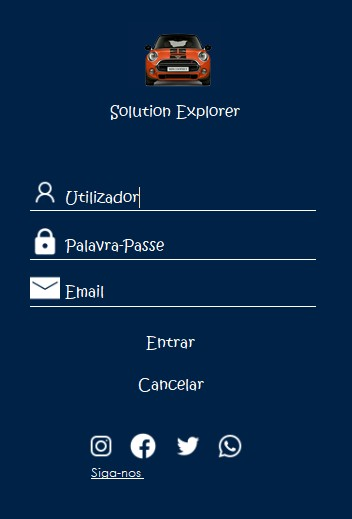 Solution Explorer
Utilizador
Palavra-Passe
Email
Entrar
Cancelar
Siga-nos